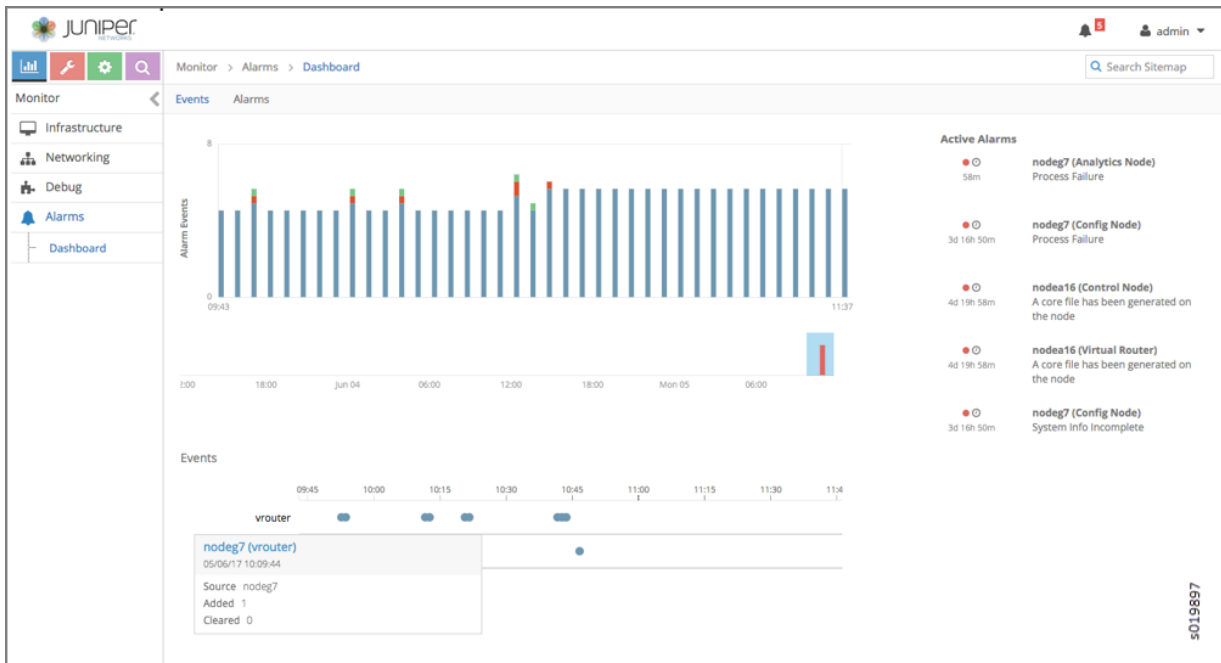 JUNIPER
NETWORKS
5
admin
Monitor > Alarms > Dashboard
Search Sitemap
Monitor
Events Alarms
Infrastructure
Networking
Debug
Alarms
Dashboard
8
Alarm Events
0
09:43 11:37
:00 18:00 Jun 04 06:00 12:00 18:00 Mon 05 06:00
Active Alarms
nodeg7 (Analytics Node)
58m Process Failure
nodeg7 (Config Node)
3d 16h 50m Process Failure
nodea16 (Control Node)
4d 19h 58m A core file has been generated on
the node
nodea16 (Virtual Router)
4d 19h 58m A core file has been generated on
the node
nodeg7 (Config Node)
3d 16h 50m System Info Incomplete
Events
09:45 10:00 10:15 10:30 10:45 11:00 11:15 11:30 11:4
vrouter
nodeg7 (vrouter)
05/06/17 10:09:44
Source nodeg7
Added 1
Cleared 0
s019897